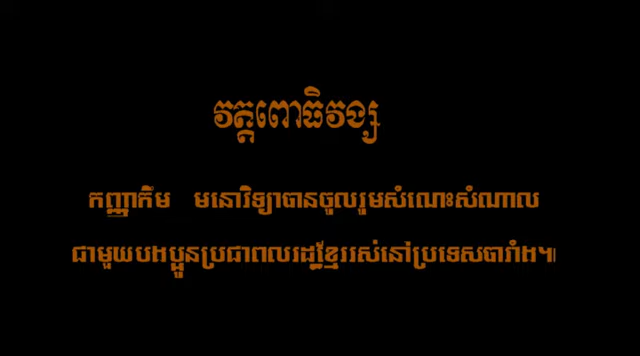 វត្តពោធិវង្ស
កញ្ញាកឹម មនោវិទ្យាបានចូលរួមសំណេះសំណាល
ជាមួយបងប្អូនប្រជាពលរដ្ឋខ្មែររស់នៅប្រទេសបារាំង។